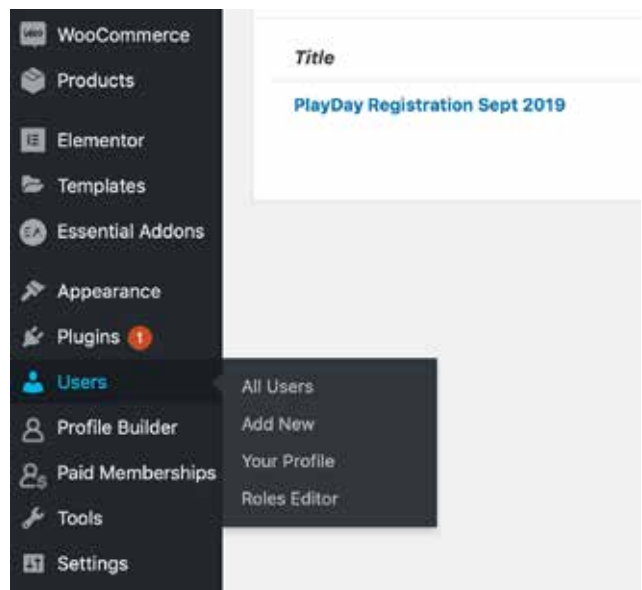 WooCommerce
Products
Elementor
Templates
Essential Addons
Appearance
Plugins 1
Users
Profile Builder
Paid Memberships
Tools
Settings
All Users
Add New
Your Profile
Roles Editor
Title
PlayDay Registration Sept 2019